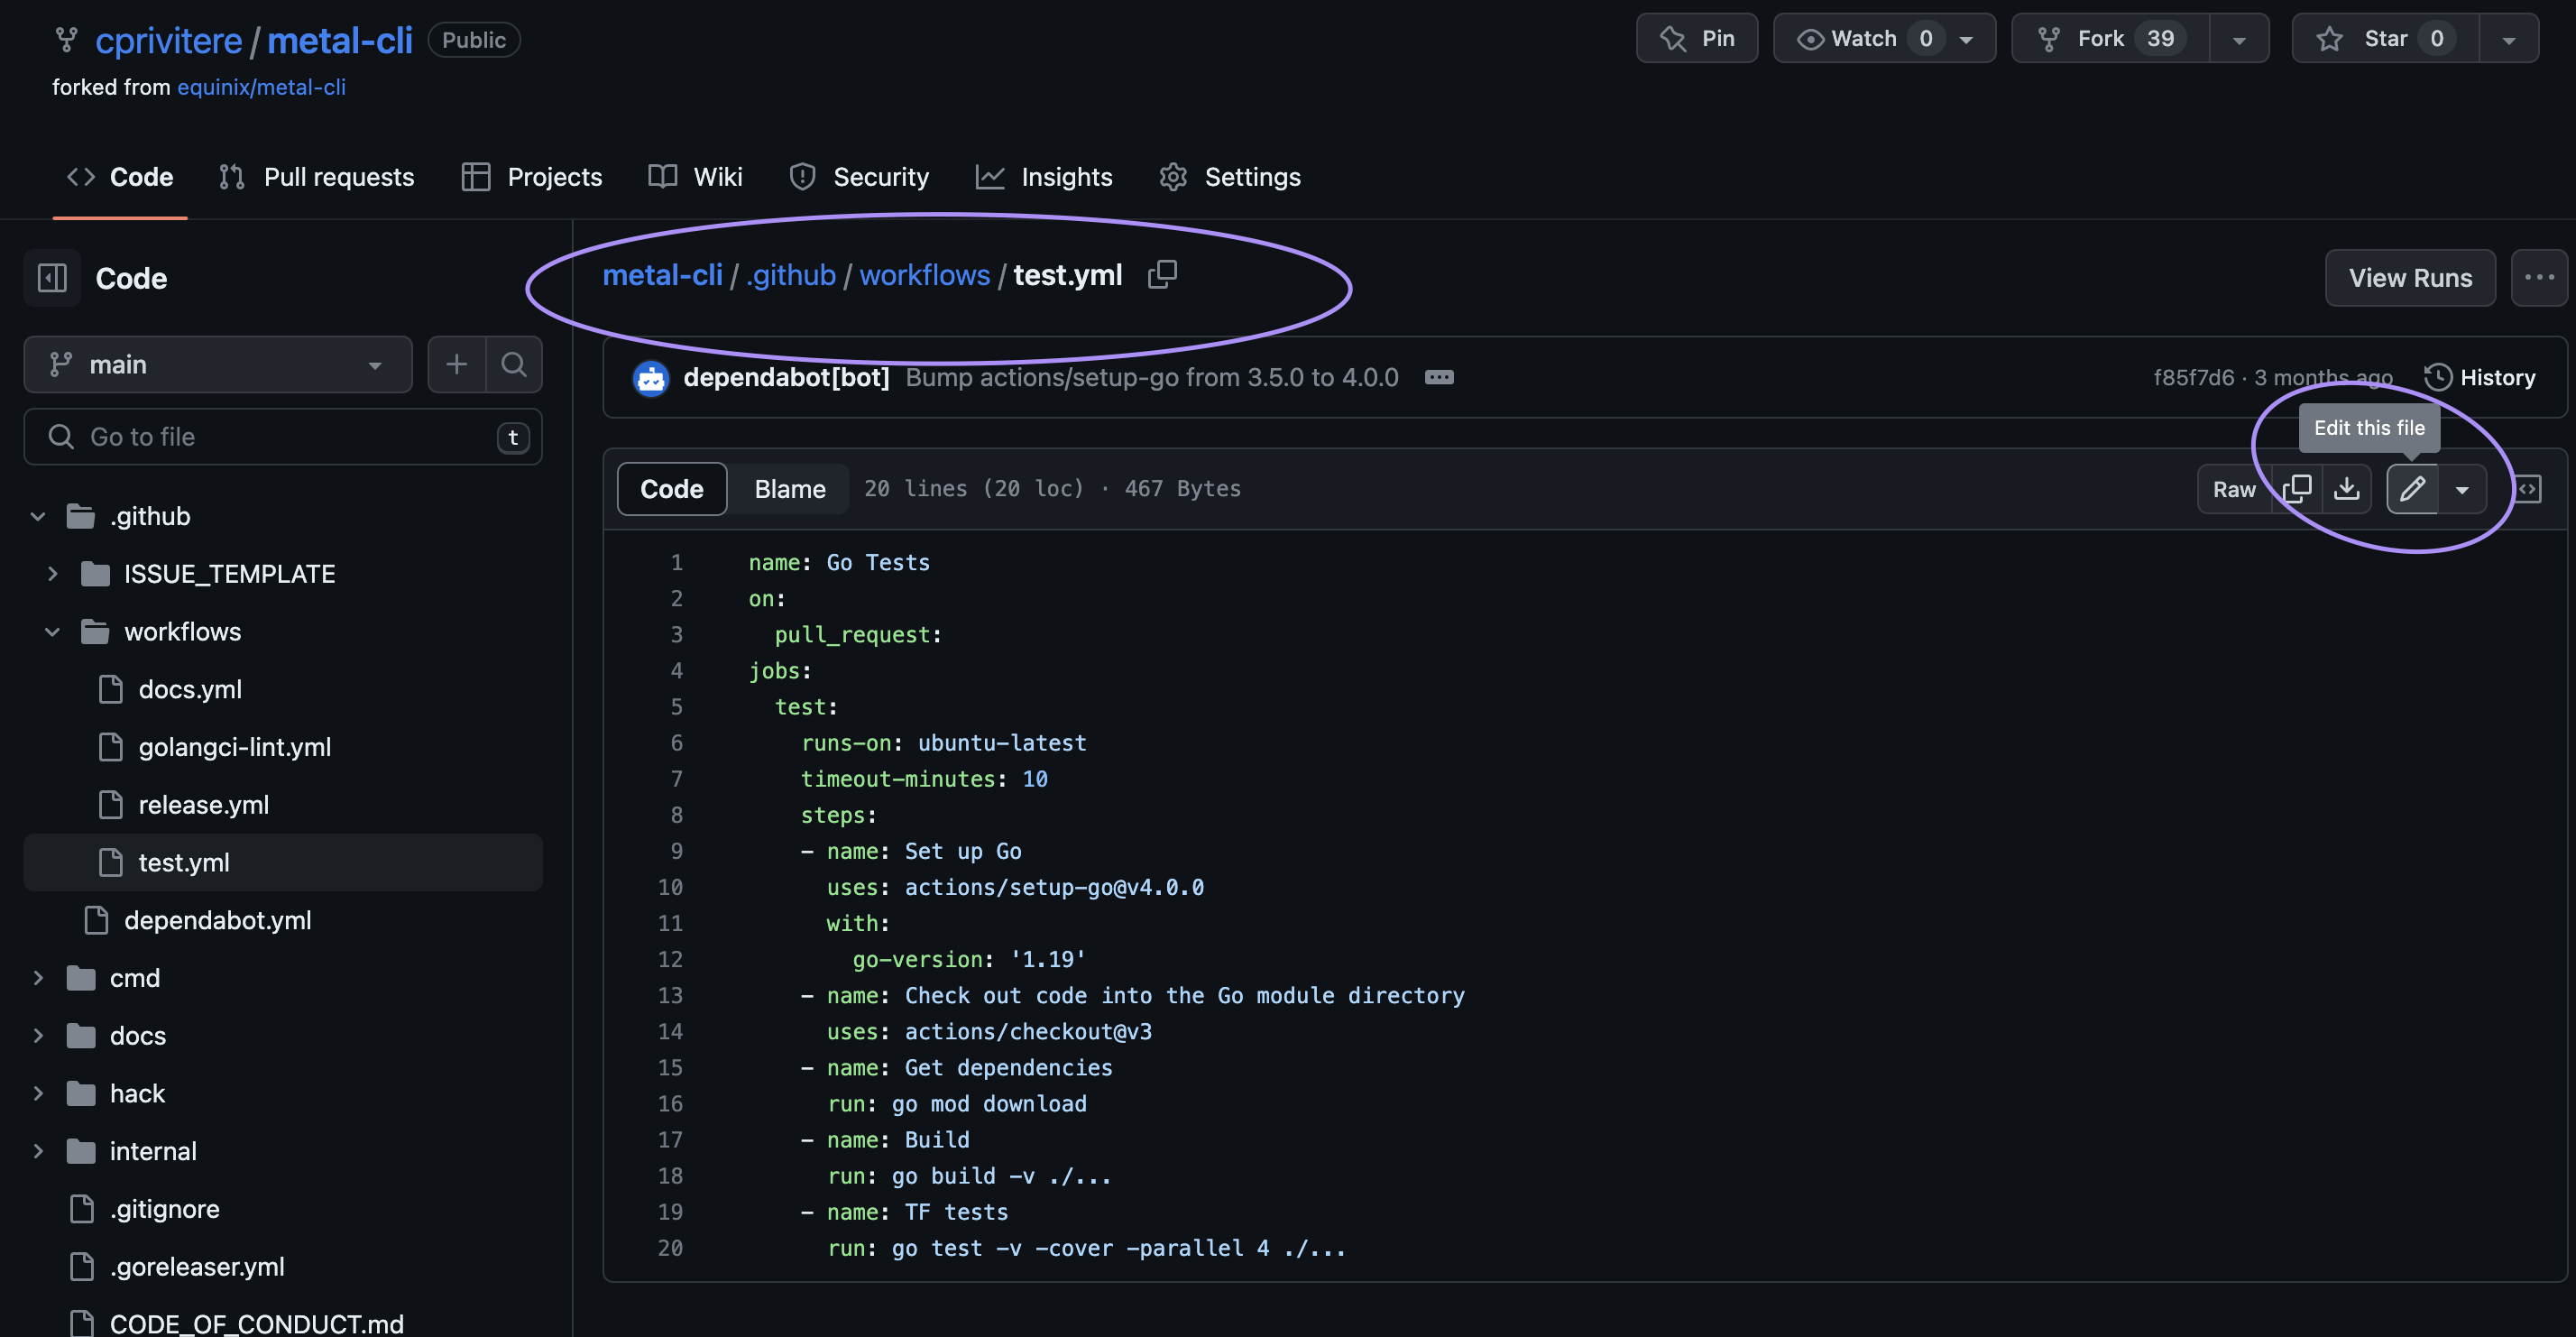 cprivitere / metal-cli Public
forked from equinix/metal-cli
Pin
Watch 0
Fork 39
Star 0
Code
Pull requests
Projects
Wiki
Security
Insights
Settings
Code
main
Go to file t
.github
ISSUE_TEMPLATE
workflows
docs.yml
golangci-lint.yml
release.yml
test.yml
dependabot.yml
cmd
docs
hack
internal
.gitignore
.goreleaser.yml
CODE_OF_CONDUCT.md
metal-cli / .github / workflows / test.yml
View Runs
dependabot[bot] Bump actions/setup-go from 3.5.0 to 4.0.0
f85f7d6 · 3 months ago
History
Edit this file
Code Blame 20 lines (20 loc) · 467 Bytes
Raw
1 name: Go Tests
2 on:
3 pull_request:
4 jobs:
5 test:
6 runs-on: ubuntu-latest
7 timeout-minutes: 10
8 steps:
9 - name: Set up Go
10 uses: actions/setup-go@v4.0.0
11 with:
12 go-version: '1.19'
13 - name: Check out code into the Go module directory
14 uses: actions/checkout@v3
15 - name: Get dependencies
16 run: go mod download
17 - name: Build
18 run: go build -v ./...
19 - name: TF tests
20 run: go test -v -cover -parallel 4 ./...